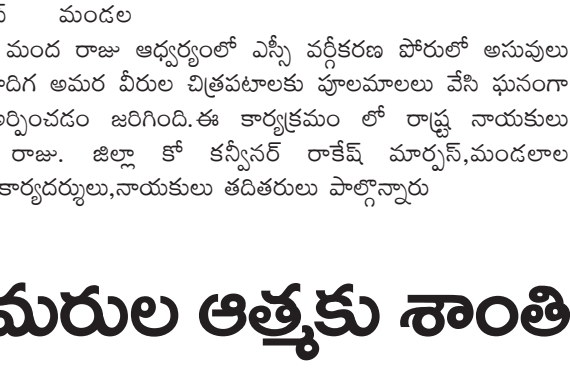 మండల
మంద రాజు ఆధ్వర్యంలో ఎస్సీ వర్గీకరణ పోరులో అసువులు
అమర వీరుల చిత్రపటాలకు పూలమాలలు వేసి ఘనంగా
జరిగింది.ఈ కార్యక్రమం లో రాష్ట్ర నాయకులు
రాజు. జిల్లా కో కన్వీనర్ రాకేష్ మార్పస్,మండలాల
కార్యదర్శులు,నాయకులు తదితరులు పాల్గొన్నారు
మరుల ఆత్మకు శాంతి